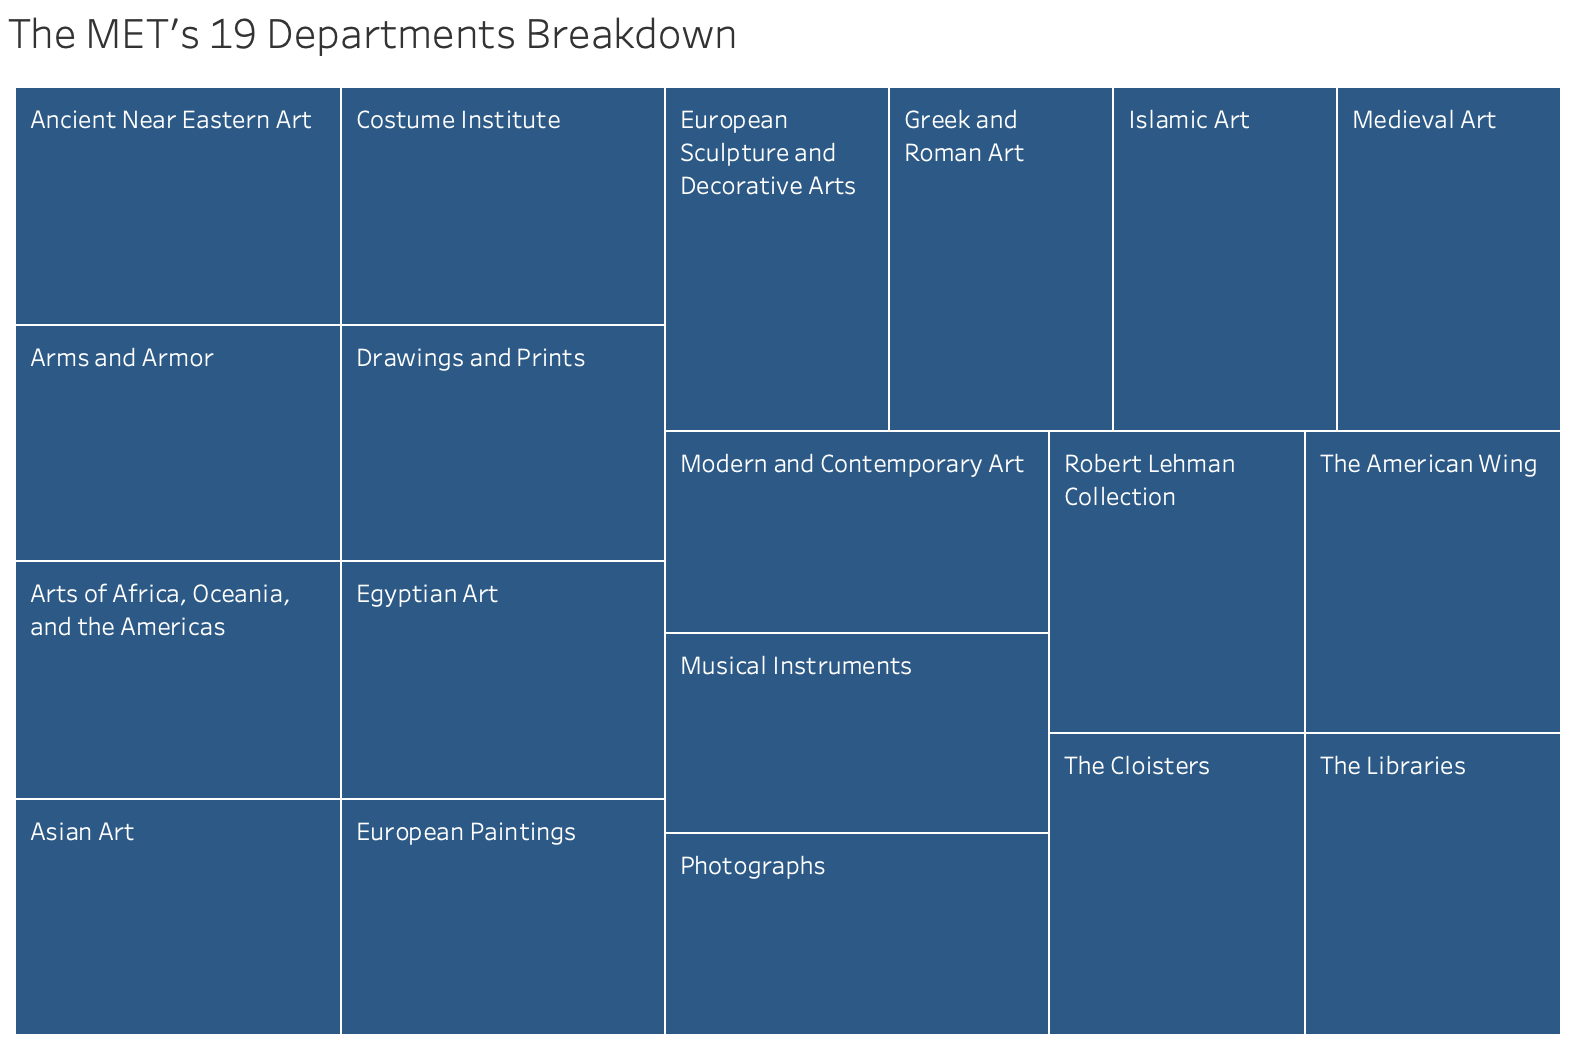 The MET's 19 Departments Breakdown
Ancient Near Eastern Art
Arms and Armor
Arts of Africa, Oceania,
and the Americas
Asian Art
Costume Institute
Drawings and Prints
Egyptian Art
European Paintings
European
Sculpture and
Decorative Arts
Greek and
Roman Art
Islamic Art
Medieval Art
Modern and Contemporary Art
Musical Instruments
Photographs
Robert Lehman
Collection
The American Wing
The Cloisters
The Libraries